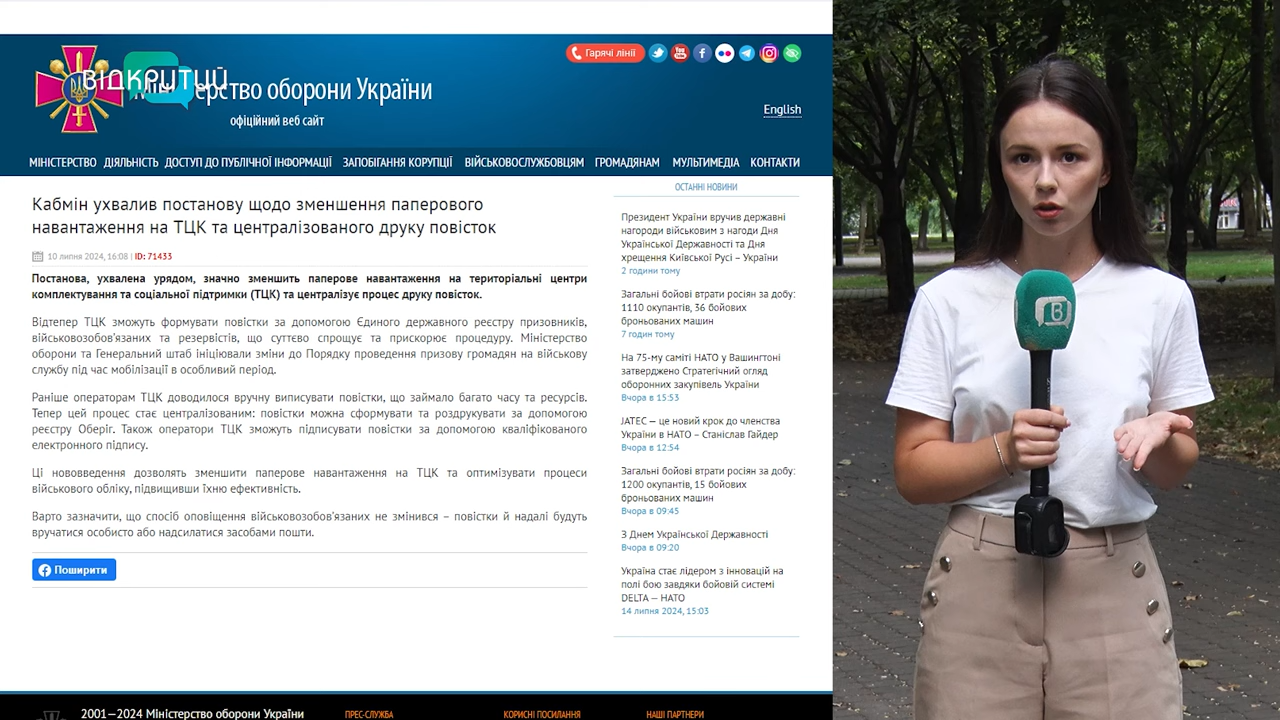 Гарячі лінії
You
Tube
ВІДКРИТИЙ
Міністерство оборони України
офіційний веб сайт
English
МІНІСТЕРСТВО ДІЯЛЬНІСТЬ ДОСТУП ДО ПУБЛІЧНОЇ ІНФОРМАЦІЇ ЗАПОБІГАННЯ КОРУПЦІЇ ВІЙСЬКОВОСЛУЖБОВЦЯМ ГРОМАДЯНАМ МУЛЬТИМЕДІА КОНТАКТИ
Кабмін ухвалив постанову щодо зменшення паперового
навантаження на ТЦК та централізованого друку повісток
10 липня 2024, 16:08 | ID: 71433
Постанова, ухвалена урядом, значно зменшить паперове навантаження на територіальні центри
комплектування та соціальної підтримки (ТЦК) та централізує процес друку повісток.
Відтепер ТЦК зможуть формувати повістки за допомогою Єдиного державного реєстру призовників,
військовозобов'язаних та резервістів, що суттєво спрощує та прискорює процедуру. Міністерство
оборони та Генеральний штаб ініціювали зміни до Порядку проведення призову громадян на військову
службу під час мобілізації в особливий період.
Раніше операторам ТЦК доводилося вручну виписувати повістки, що займало багато часу та ресурсів.
Тепер цей процес стає централізованим: повістки можна сформувати та роздрукувати за допомогою
реєстру Оберіг. Також оператори ТЦК зможуть підписувати повістки за допомогою кваліфікованого
електронного підпису.
Ці нововведення дозволять зменшити паперове навантаження на ТЦК та оптимізувати процеси
військового обліку, підвищивши їхню ефективність.
Варто зазначити, що спосіб оповіщення військовозобов'язаних не змінився – повістки й надалі будуть
вручатися особисто або надсилатися засобами пошти.
Поширити
ОСТАННІ НОВИНИ
Президент України вручив державні
нагороди військовим з нагоди Дня
Української Державності та Дня
хрещення Київської Русі – України
2 години тому
Загальні бойові втрати росіян за добу:
1110 окупантів, 36 бойових
броньованих машин
7 годин тому
На 75-му саміті НАТО у Вашингтоні
затверджено Стратегічний огляд
оборонних закупівель України
Вчора в 15:53
JATEC — це новий крок до членства
України в НАТО – Станіслав Гайдер
Вчора в 12:54
Загальні бойові втрати росіян за добу:
1200 окупантів, 15 бойових
броньованих машин
Вчора в 09:45
З Днем Української Державності
Вчора в 09:20
Україна стає лідером з інновацій на
полі бою завдяки бойовій системі
DELTA — НАТО
14 липня 2024, 15:03
2001—2024 Міністерство оборони України
ПРЕС-СЛУЖБА
КОРИСНІ ПОСИЛАННЯ
НАШІ ПАРТНЕРИ
В